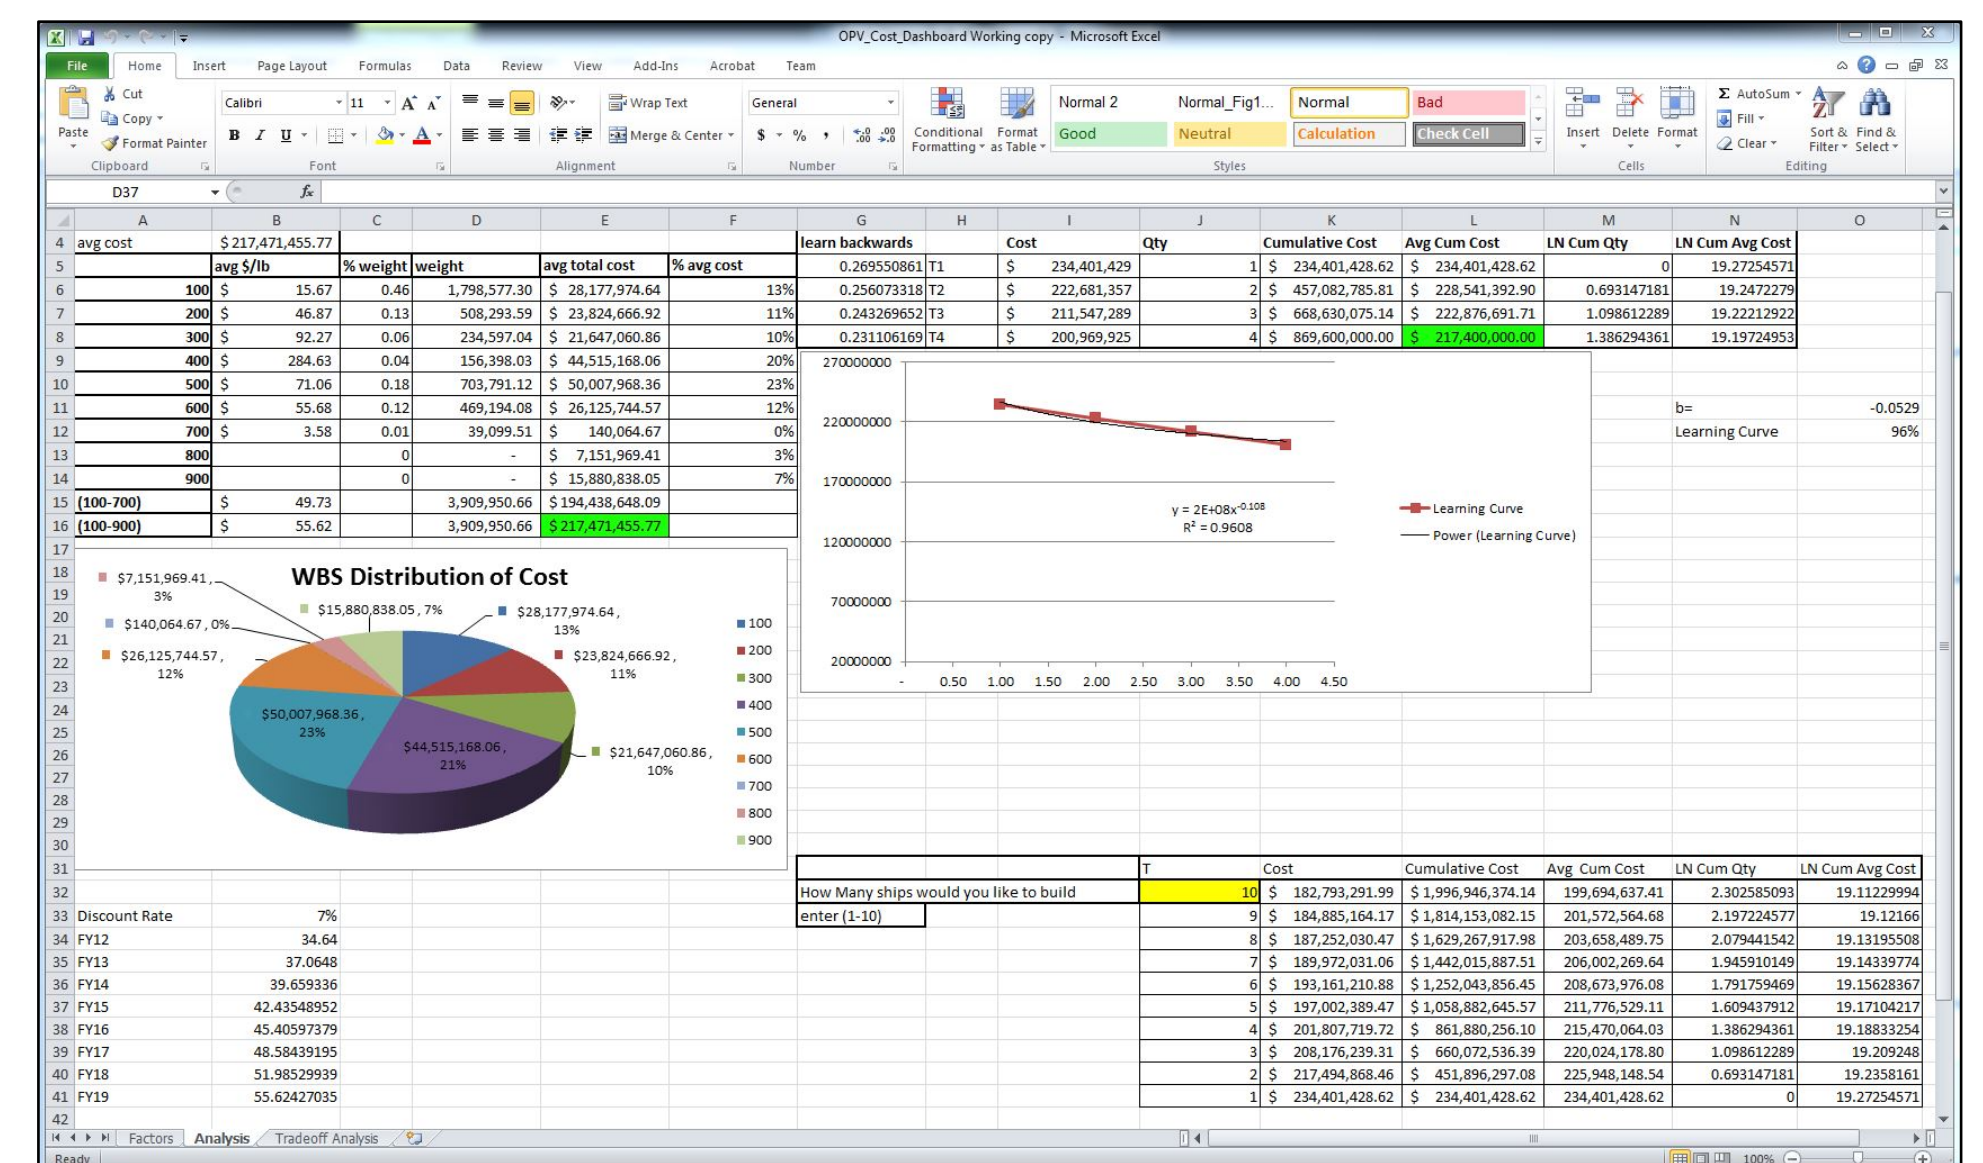 OPV_Cost_Dashboard Working copy - Microsoft Excel
File Home Insert Page Layout Formulas Data Review View Add-Ins Acrobat Team
Paste Cut Copy Format Painter Clipboard
Calibri 11 B I U Font
Wrap Text Merge & Center Alignment
General $ % , Number
Conditional Formatting Format as Table
Normal 2 Normal_Fig1... Normal Bad
Good Neutral Calculation Check Cell
Styles
Insert Delete Format Cells
Σ AutoSum Fill Clear Sort & Filter Find & Select Editing
D37 fx
A B C D E F G H I J K L M N O
4 avg cost $ 217,471,455.77 learn backwards Cost Qty Cumulative Cost Avg Cum Cost LN Cum Qty LN Cum Avg Cost
5 avg $/lb % weight weight avg total cost % avg cost 0.269550861 T1 $ 234,401,429 1 $ 234,401,428.62 $ 234,401,428.62 0 19.27254571
6 100 $ 15.67 0.46 1,798,577.30 $ 28,177,974.64 13% 0.256073318 T2 $ 222,681,357 2 $ 457,082,785.81 $ 228,541,392.90 0.693147181 19.2472279
7 200 $ 46.87 0.13 508,293.59 $ 23,824,666.92 11% 0.243269652 T3 $ 211,547,289 3 $ 668,630,075.14 $ 222,876,691.71 1.098612289 19.22212922
8 300 $ 92.27 0.06 234,597.04 $ 21,647,060.86 10% 0.231106169 T4 $ 200,969,925 4 $ 869,600,000.00 $ 217,400,000.00 1.386294361 19.19724953
9 400 $ 284.63 0.04 156,398.03 $ 44,515,168.06 20%
10 500 $ 71.06 0.18 703,791.12 $ 50,007,968.36 23%
11 600 $ 55.68 0.12 469,194.08 $ 26,125,744.57 12% b= -0.0529
12 700 $ 3.58 0.01 39,099.51 $ 140,064.67 0% Learning Curve 96%
13 800 0 - $ 7,151,969.41 3%
14 900 0 - $ 15,880,838.05 7%
15 (100-700) $ 49.73 3,909,950.66 $ 194,438,648.09
16 (100-900) $ 55.62 3,909,950.66 $ 217,471,455.77
17
18
19
20
21
22
23
24
25
26
27
28
29
30
WBS Distribution of Cost
$7,151,969.41, 3%
$15,880,838.05, 7%
$28,177,974.64, 13%
$140,064.67, 0%
$26,125,744.57, 12%
$23,824,666.92, 11%
$50,007,968.36, 23%
$44,515,168.06, 21%
$21,647,060.86, 10%
100
200
300
400
500
600
700
800
900
270000000
220000000
170000000
120000000
70000000
20000000
- 0.50 1.00 1.50 2.00 2.50 3.00 3.50 4.00 4.50
y = 2E+08x-0.108
R² = 0.9608
Learning Curve
Power (Learning Curve)
31 T Cost Cumulative Cost Avg Cum Cost LN Cum Qty LN Cum Avg Cost
32 How Many ships would you like to build 10 $ 182,793,291.99 $ 1,996,946,374.14 199,694,637.41 2.302585093 19.11229994
33 Discount Rate 7% enter (1-10) 9 $ 184,885,164.17 $ 1,814,153,082.15 201,572,564.68 2.197224577 19.12166
34 FY12 34.64 8 $ 187,252,030.47 $ 1,629,267,917.98 203,658,489.75 2.079441542 19.13195508
35 FY13 37.0648 7 $ 189,972,031.06 $ 1,442,015,887.51 206,002,269.64 1.945910149 19.14339774
36 FY14 39.659336 6 $ 193,161,210.88 $ 1,252,043,856.45 208,673,976.08 1.791759469 19.15628367
37 FY15 42.43548952 5 $ 197,002,389.47 $ 1,058,882,645.57 211,776,529.11 1.609437912 19.17104217
38 FY16 45.40597379 4 $ 201,807,719.72 $ 861,880,256.10 215,470,064.03 1.386294361 19.18833254
39 FY17 48.58439195 3 $ 208,176,239.31 $ 660,072,536.39 220,024,178.80 1.098612289 19.209248
40 FY18 51.98529939 2 $ 217,494,868.46 $ 451,896,297.08 225,948,148.54 0.693147181 19.2358161
41 FY19 55.62427035 1 $ 234,401,428.62 $ 234,401,428.62 234,401,428.62 0 19.27254571
42
Factors Analysis Tradeoff Analysis
Ready 100%